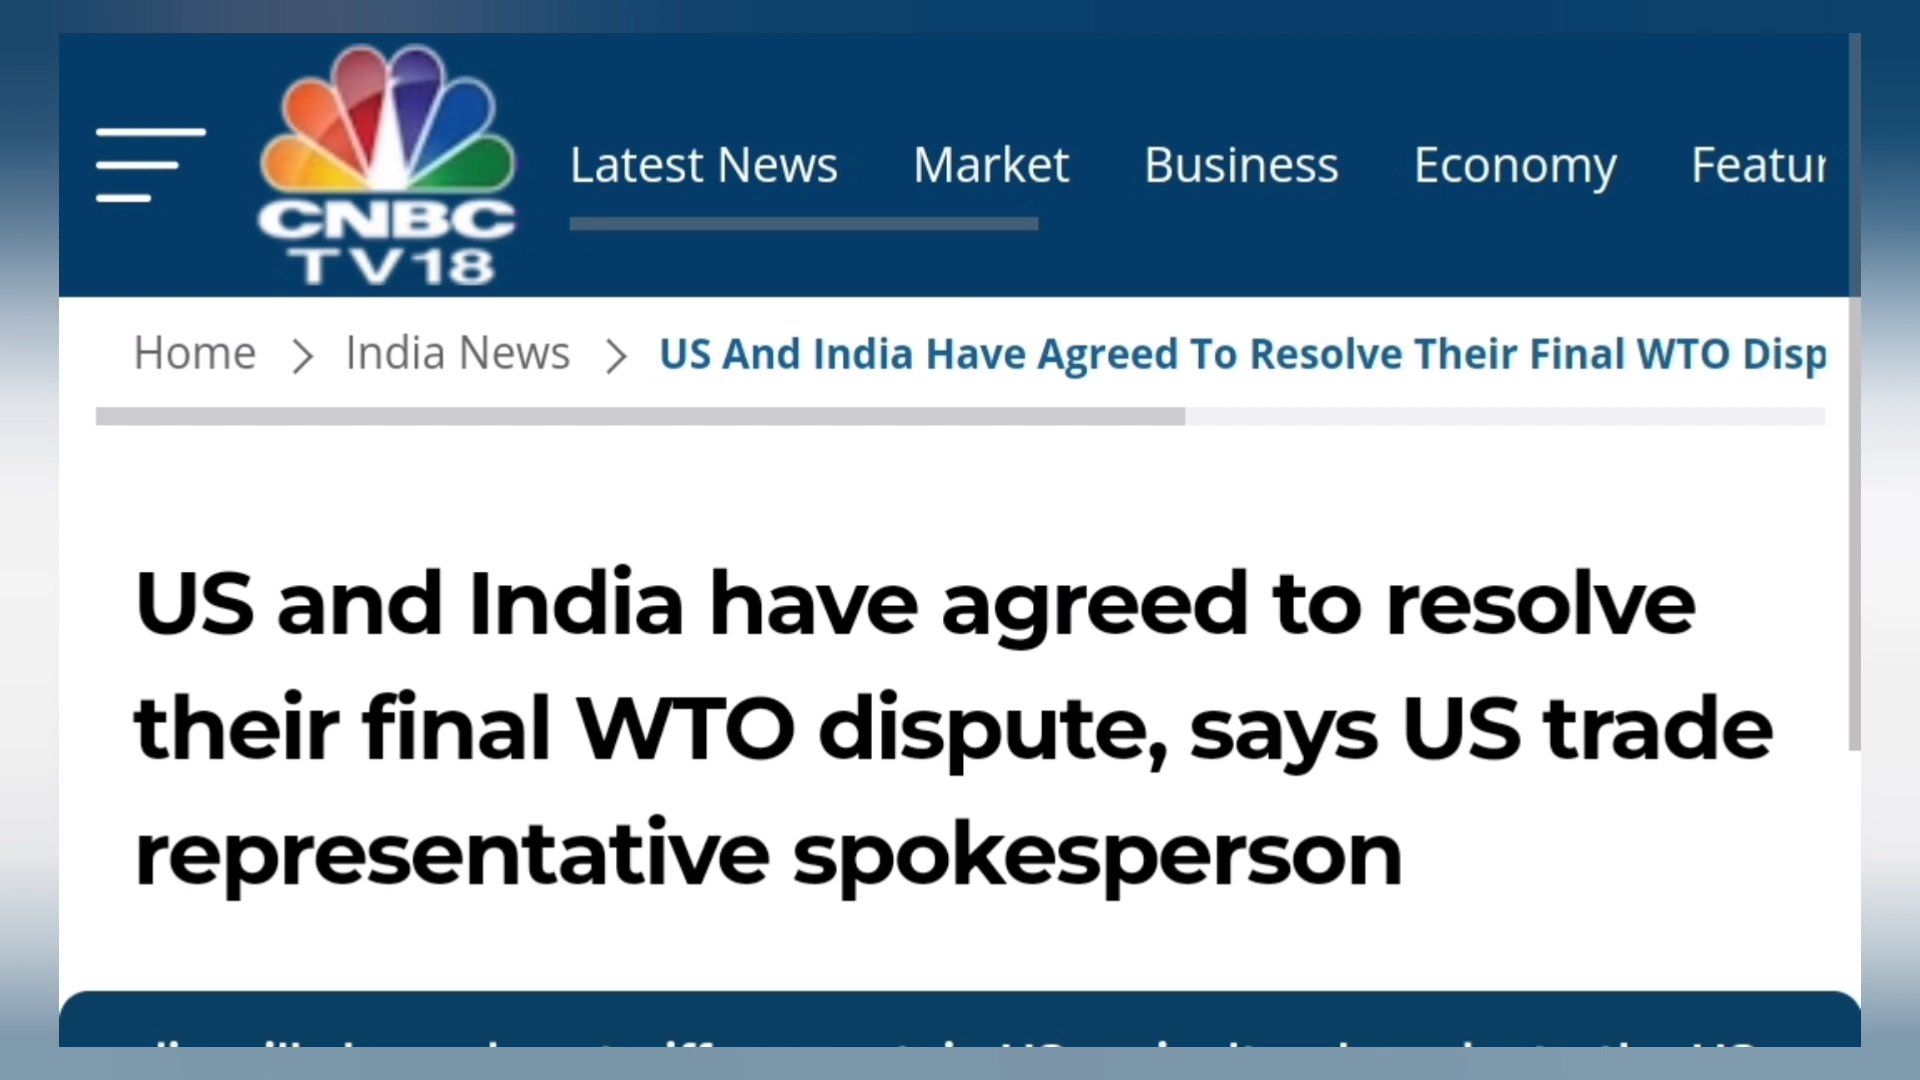 CNBC
TV18
Latest News Market Business Economy Featur
Home > India News > US And India Have Agreed To Resolve Their Final WTO Disp
US and India have agreed to resolve
their final WTO dispute, says US trade
representative spokesperson